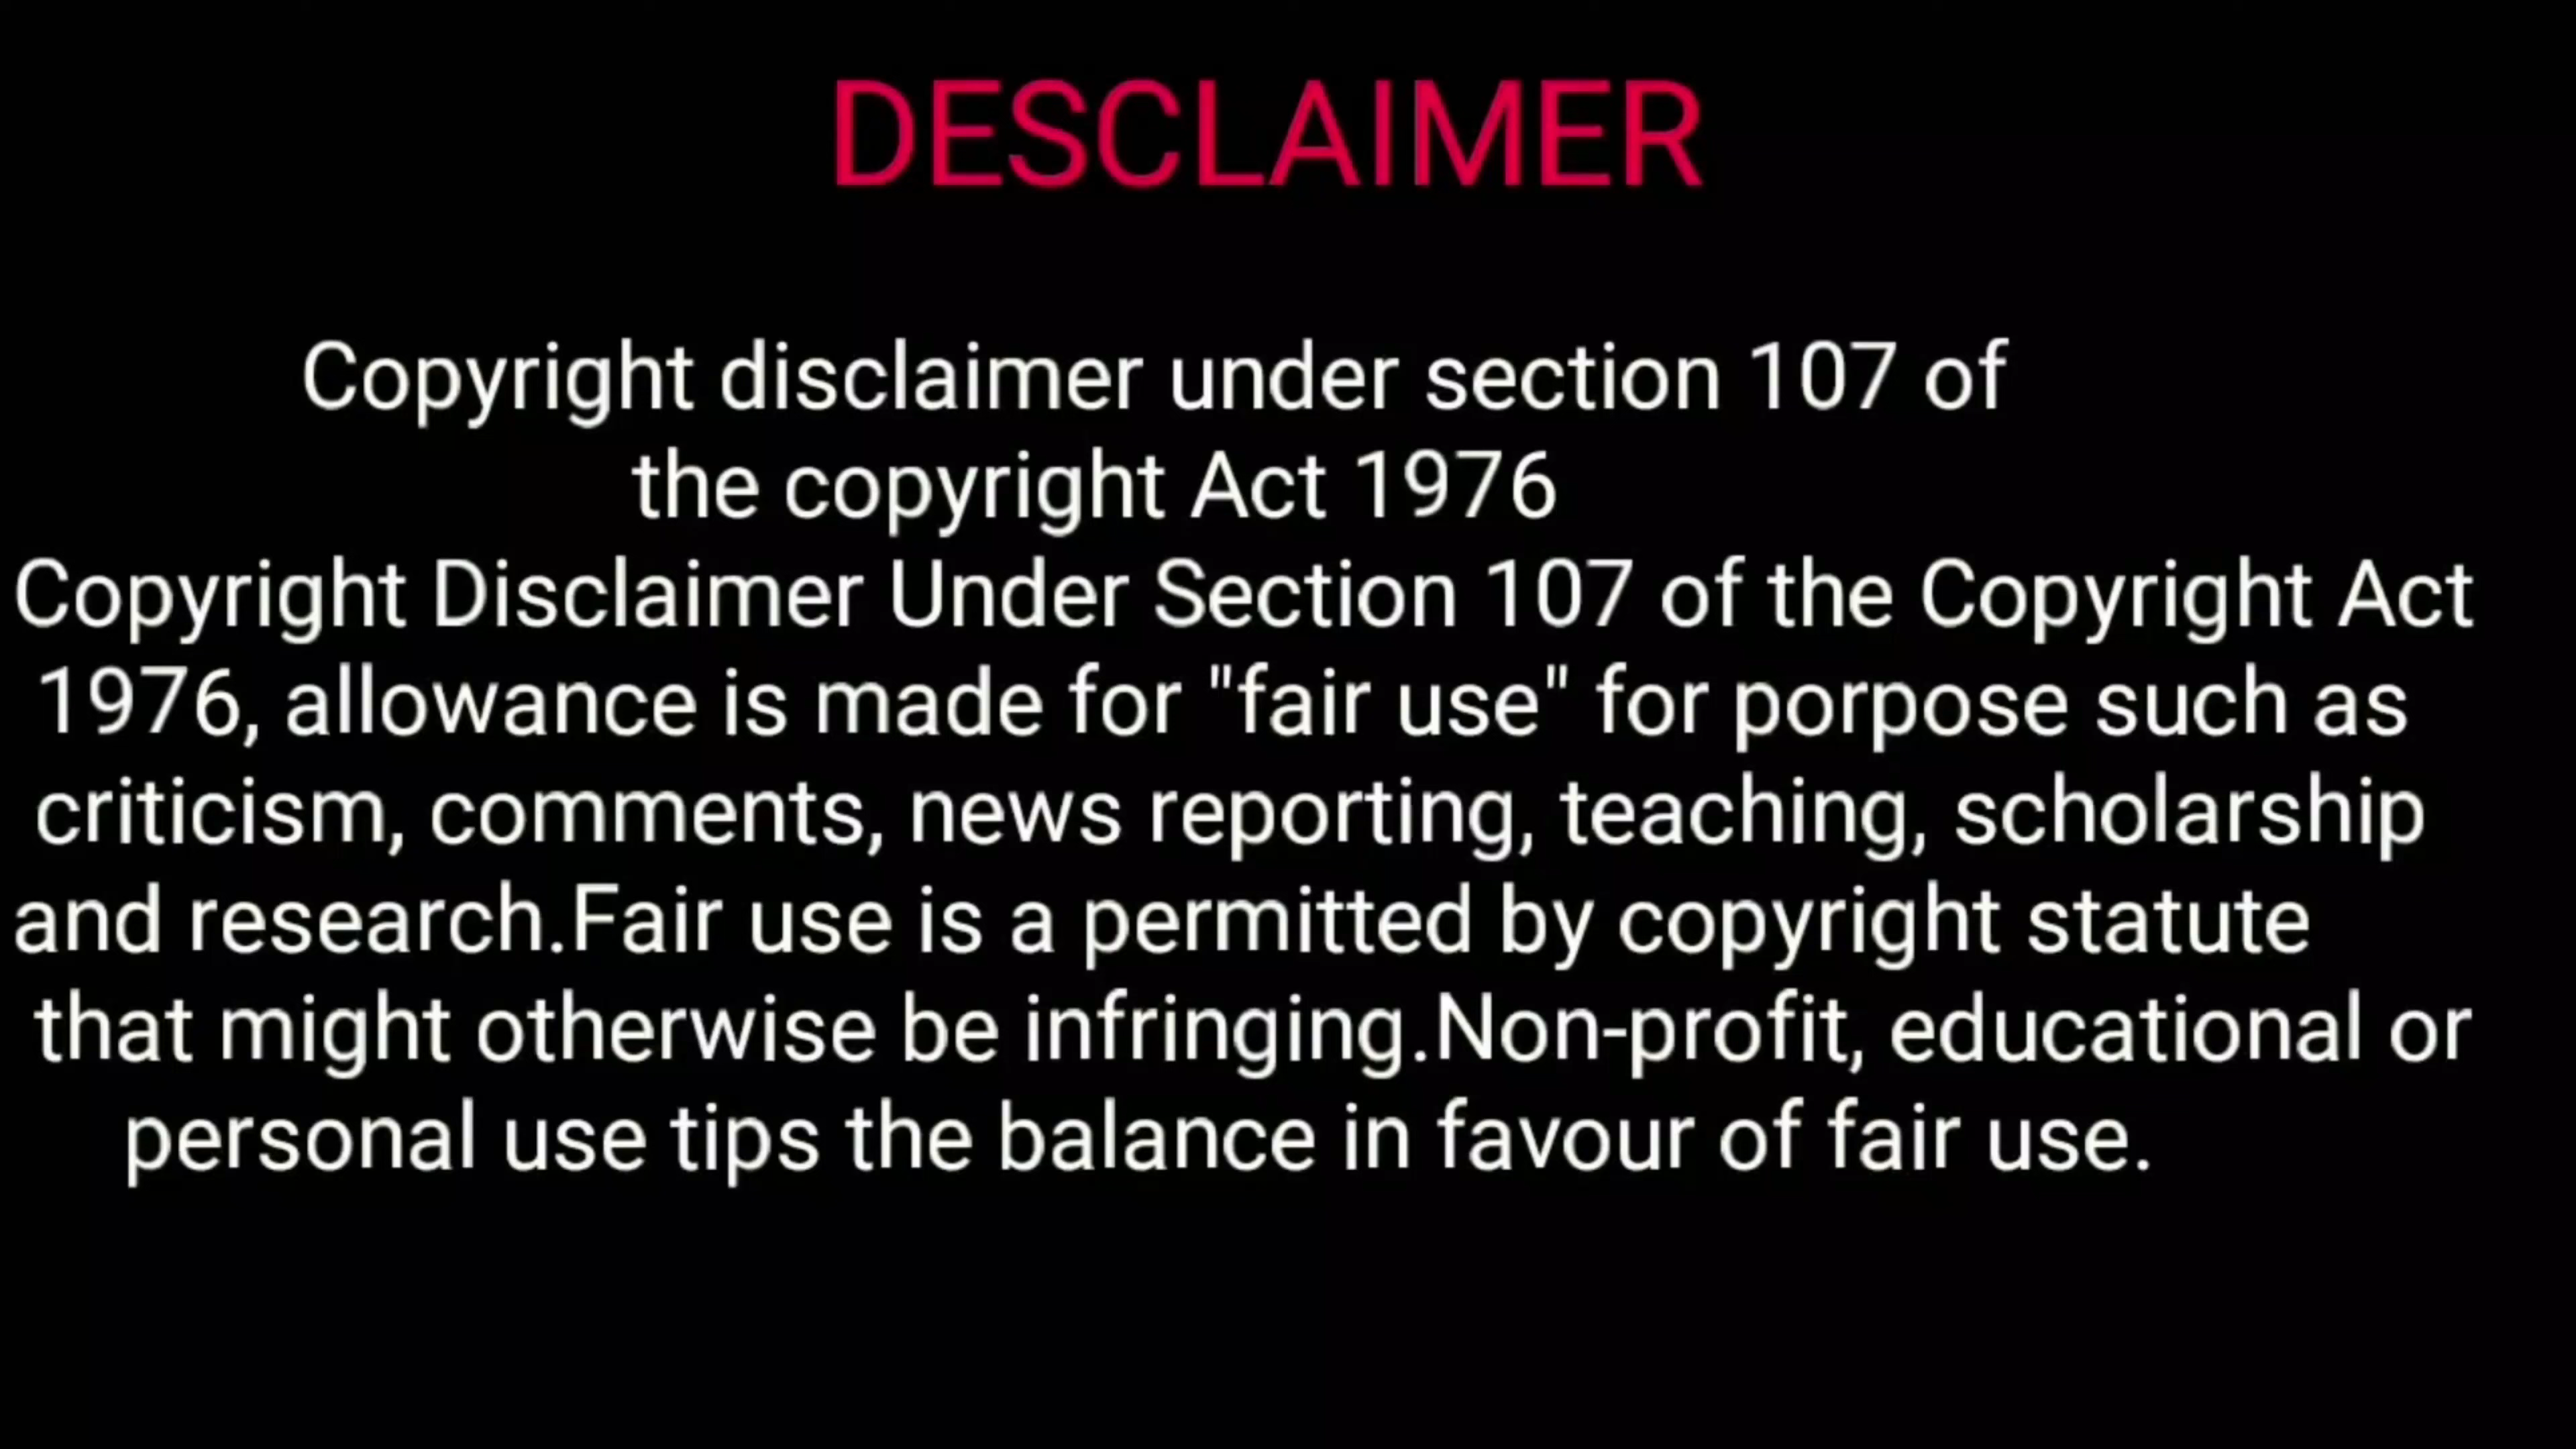 DESCLAIMER
Copyright disclaimer under section 107 of
the copyright Act 1976
Copyright Disclaimer Under Section 107 of the Copyright Act
1976, allowance is made for "fair use" for porpose such as
criticism, comments, news reporting, teaching, scholarship
and research.Fair use is a permitted by copyright statute
that might otherwise be infringing.Non-profit, educational or
personal use tips the balance in favour of fair use.